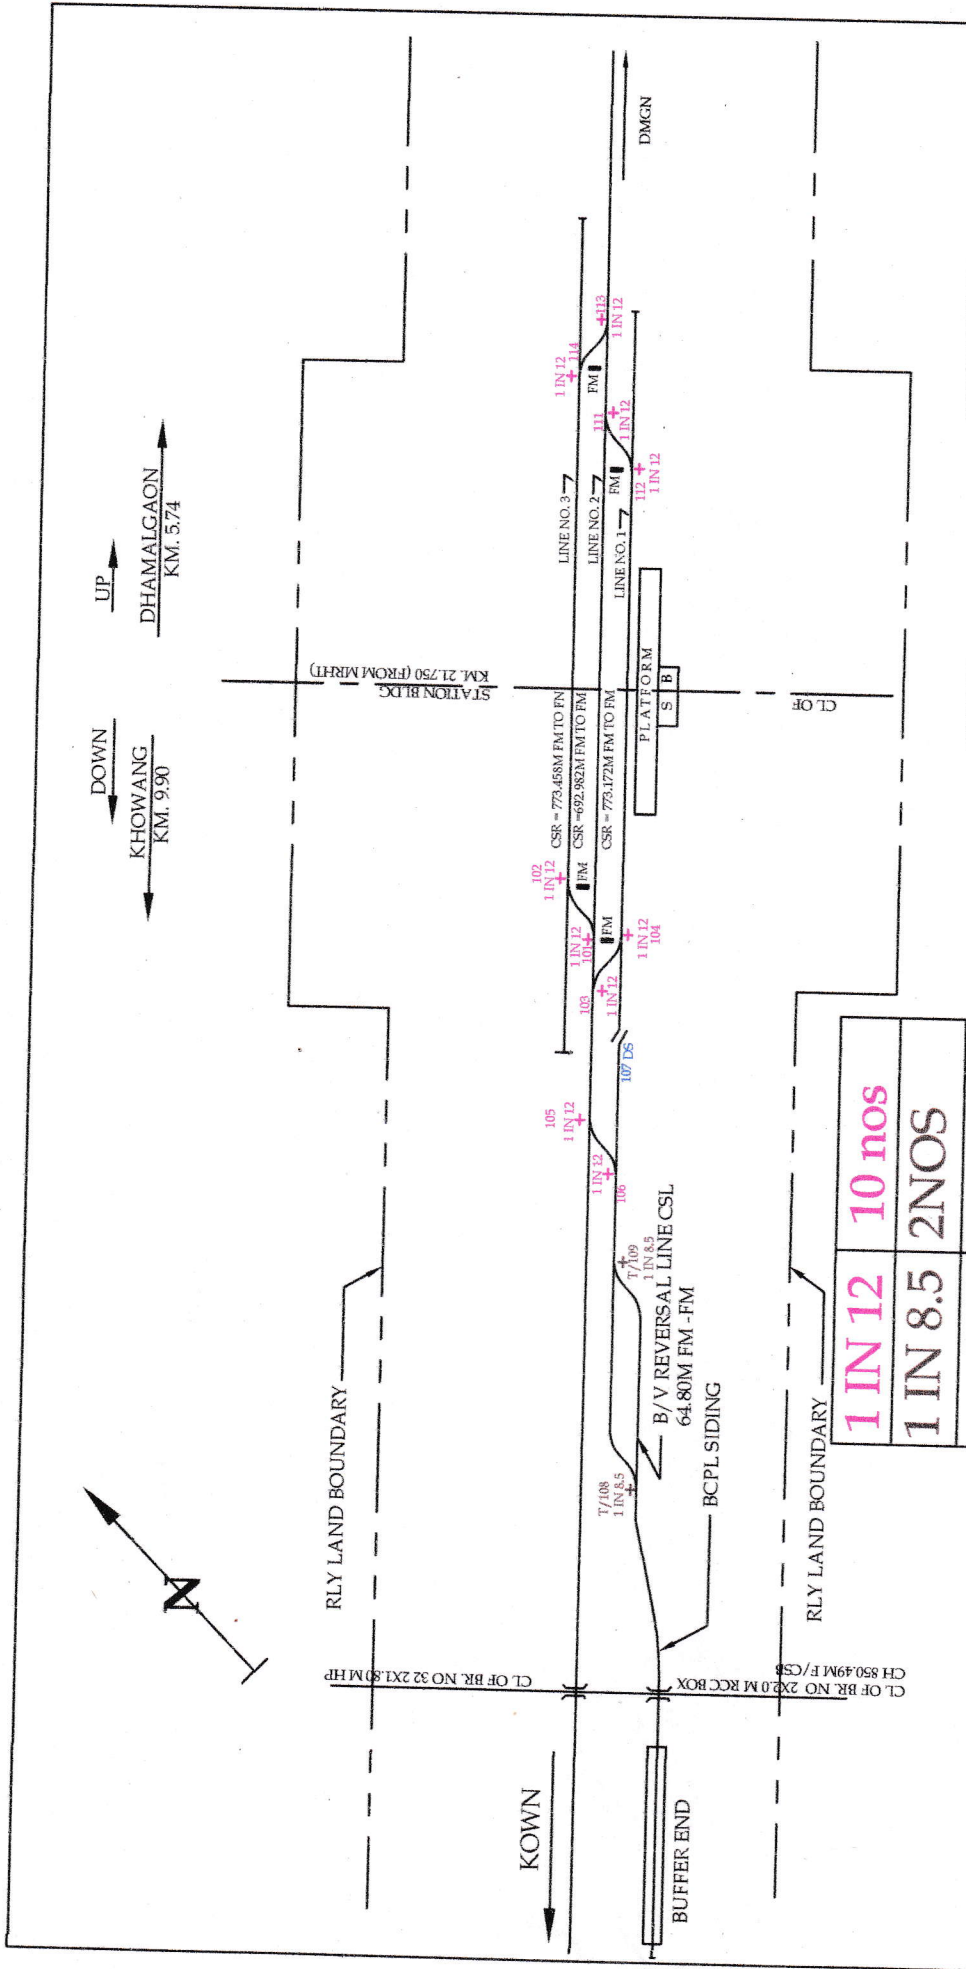 DOWN
UP
KHOWANG
KM. 9.90
DHAMALGAON
KM. 5.74
N
RLY LAND BOUNDARY
STATION BLDG
KM. 21.750 (FROM MRHT)
CL OF BR. NO 32 2X1.80 M HP
KOWN
105
1 IN 12
1 IN 12
106
103
1 IN 12
102
1 IN 12
1 IN 12
101
FM
FM
1 IN 12
104
107 DS
CSR = 773.458M FM TO FN
CSR =692.982M FM TO FM
CSR = 773.172M FM TO FM
LINE NO. 3
LINE NO. 2
LINE NO. 1
1 IN 12
114
113
1 IN 12
FM
111
1 IN 12
FM
112
1 IN 12
DMGN
PLATFORM
S B
CL OF
T/109
1 IN 8.5
T/108
1 IN 8.5
B/V REVERSAL LINE CSL
64.80M FM -FM
BCPL SIDING
BUFFER END
CL OF BR. NO 2X2.0 M RCC BOX
CH 850.49M F/CSB
RLY LAND BOUNDARY
1 IN 12 10 nos
1 IN 8.5 2NOS